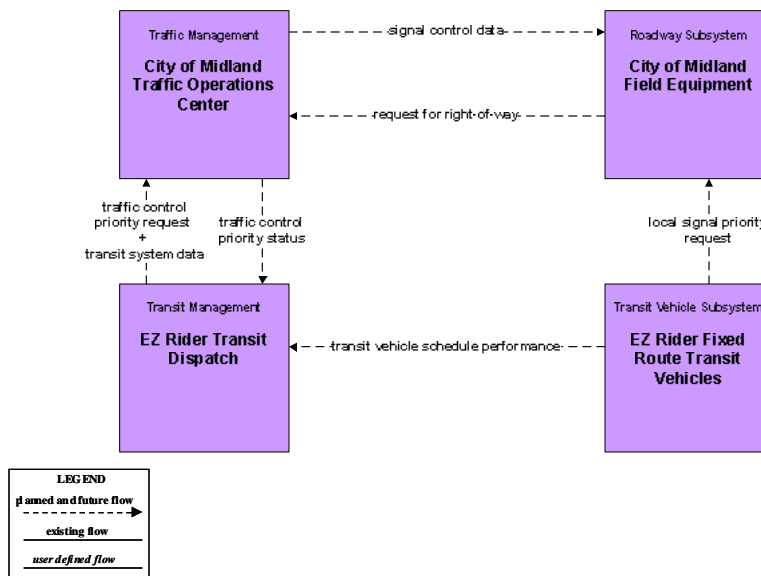 Traffic Management
City of Midland
Traffic Operations
Center
signal control data
Roadway Subsystem
City of Midland
Field Equipment
request for right-of-way
traffic control
priority request
+
transit system data
traffic control
priority status
local signal priority
request
Transit Management
EZ Rider Transit
Dispatch
transit vehicle schedule performance
Transit Vehicle Subsystem
EZ Rider Fixed
Route Transit
Vehicles
LEGEND
planned and future flow
existing flow
user defined flow